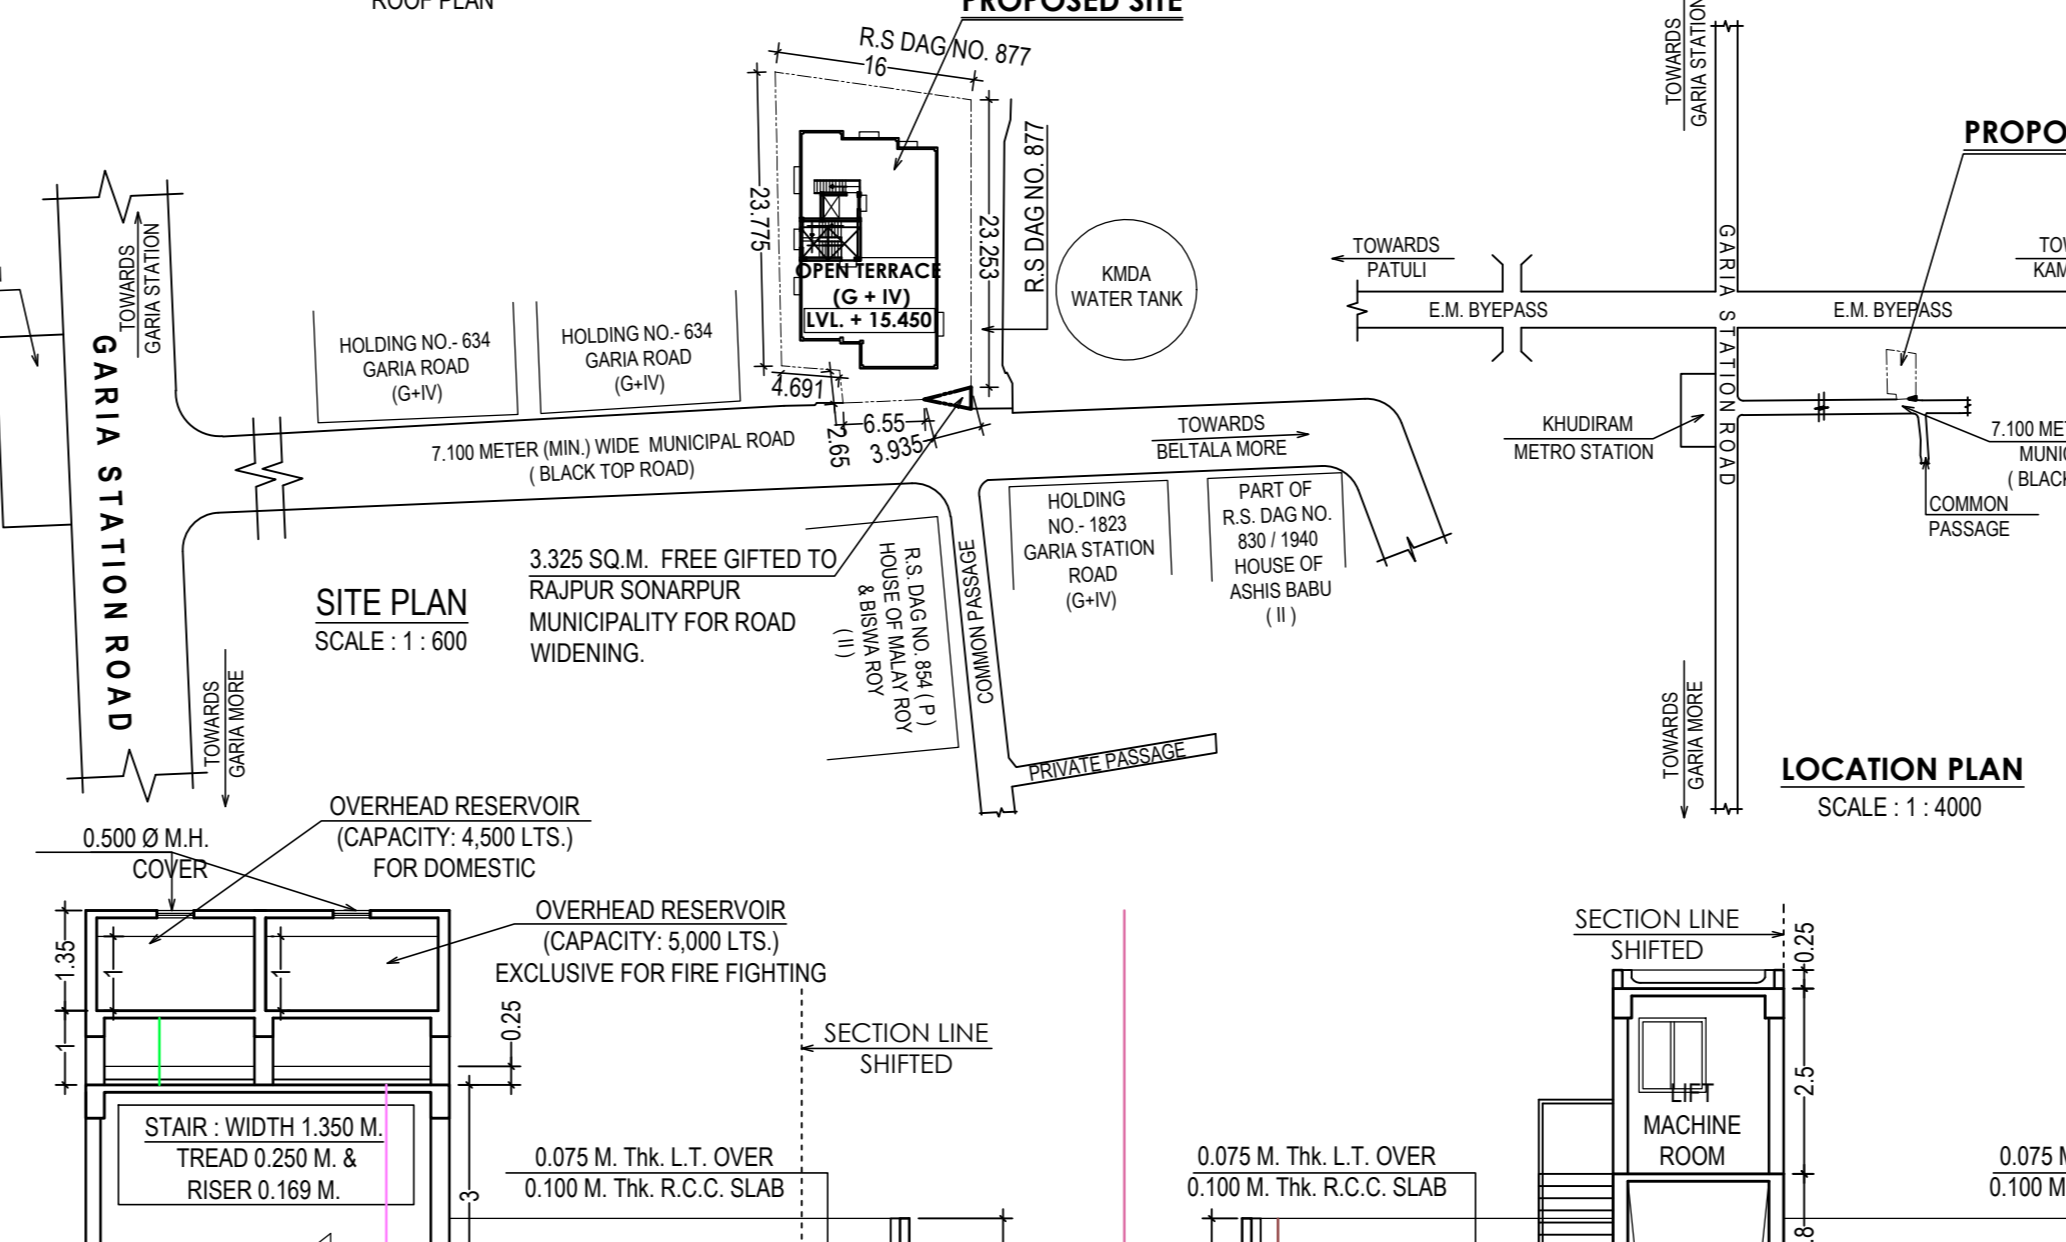 ROOF PLAN
PROPOSED SITE
R.S DAG NO. 877
16
23.775
23.253
R.S DAG NO. 877
OPEN TERRACE
(G + IV)
LVL. + 15.450
KMDA
WATER TANK
TOWARDS
GARIA STATION
GARIA STATION ROAD
HOLDING NO.- 634
GARIA ROAD
(G+IV)
HOLDING NO.- 634
GARIA ROAD
(G+IV)
4.691
6.55
2.65
3.935
7.100 METER (MIN.) WIDE MUNICIPAL ROAD
( BLACK TOP ROAD)
TOWARDS
BELTALA MORE
HOLDING
NO.- 1823
GARIA STATION
ROAD
(G+IV)
PART OF
R.S. DAG NO.
830 / 1940
HOUSE OF
ASHIS BABU
( II )
R.S. DAG NO. 854 ( P )
HOUSE OF MALAY ROY
& BISWA ROY
( II )
COMMON PASSAGE
PRIVATE PASSAGE
3.325 SQ.M. FREE GIFTED TO
RAJPUR SONARPUR
MUNICIPALITY FOR ROAD
WIDENING.
SITE PLAN
SCALE : 1 : 600
TOWARDS
GARIA MORE
TOWARDS
GARIA STATION
PROPO
TOWARDS
PATULI
E.M. BYEPASS
E.M. BYEPASS
TOW
KAM
GARIA STATION ROAD
KHUDIRAM
METRO STATION
7.100 MET
MUNIC
( BLACK
COMMON
PASSAGE
TOWARDS
GARIA MORE
LOCATION PLAN
SCALE : 1 : 4000
0.500 Ø M.H.
COVER
OVERHEAD RESERVOIR
(CAPACITY: 4,500 LTS.)
FOR DOMESTIC
OVERHEAD RESERVOIR
(CAPACITY: 5,000 LTS.)
EXCLUSIVE FOR FIRE FIGHTING
1.35
1
1
1
0.25
3
STAIR : WIDTH 1.350 M.
TREAD 0.250 M. &
RISER 0.169 M.
SECTION LINE
SHIFTED
0.075 M. Thk. L.T. OVER
0.100 M. Thk. R.C.C. SLAB
SECTION LINE
SHIFTED
0.25
2.5
LIFT
MACHINE
ROOM
0.075 M. Thk. L.T. OVER
0.100 M. Thk. R.C.C. SLAB
.8
0.075 M
0.100 M